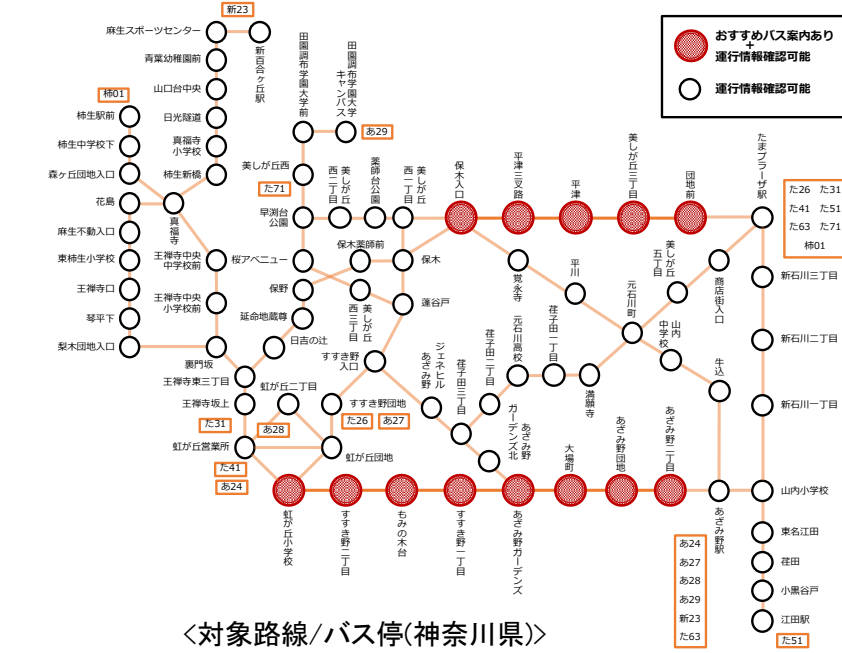 新23
麻生スポーツセンター
新百合ヶ丘駅
青葉幼稚園前
山口台中央
日光隧道
真福寺
小学校
柿生新橋
柿01
柿生駅前
柿生中学校下
森ヶ丘団地入口
花島
真福寺
麻生不動入口
東柿生小学校
王禅寺口
琴平下
梨木団地入口
王禅寺中央
中学校前
王禅寺中央
小学校前
裏門坂
王禅寺東三丁目
王禅寺坂上
た31
虹が丘営業所
た41
あ24
日吉の辻
延命地蔵尊
保野
桜アベニュー
早渕台
公園
た71
美しが丘西
田園調布学園大学前
田園調布学園大学
キャンパス
あ29
美しが丘
西二丁目
薬師台公園
美しが丘
西一丁目
保木薬師前
保木
美しが丘
西三丁目
蓬谷戸
すすき野
入口
すすき野団地
た26
あ27
虹が丘二丁目
あ28
虹が丘団地
保木入口
平津三叉路
平津
美しが丘三丁目
団地前
たまプラーザ駅
た26 た31
た41 た51
た63 た71
柿01
覚永寺
平川
元石川町
美しが丘
五丁目
商店街入口
山内
中学校
牛込
満願寺
荏子田一丁目
元石川高校
荏子田二丁目
荏子田三丁目
ジェネヒル
あざみ野
あざみ野
ガーデンズ北
虹が丘小学校
すすき野二丁目
もみの木台
すすき野一丁目
あざみ野ガーデンズ
大場町
あざみ野団地
あざみ野二丁目
あざみ野駅
あ24
あ27
あ28
あ29
新23
た63
新石川三丁目
新石川二丁目
新石川一丁目
山内小学校
東名江田
荏田
小黒谷戸
江田駅
た51
おすすめバス案内あり
+
運行情報確認可能
運行情報確認可能
<対象路線/バス停(神奈川県)>